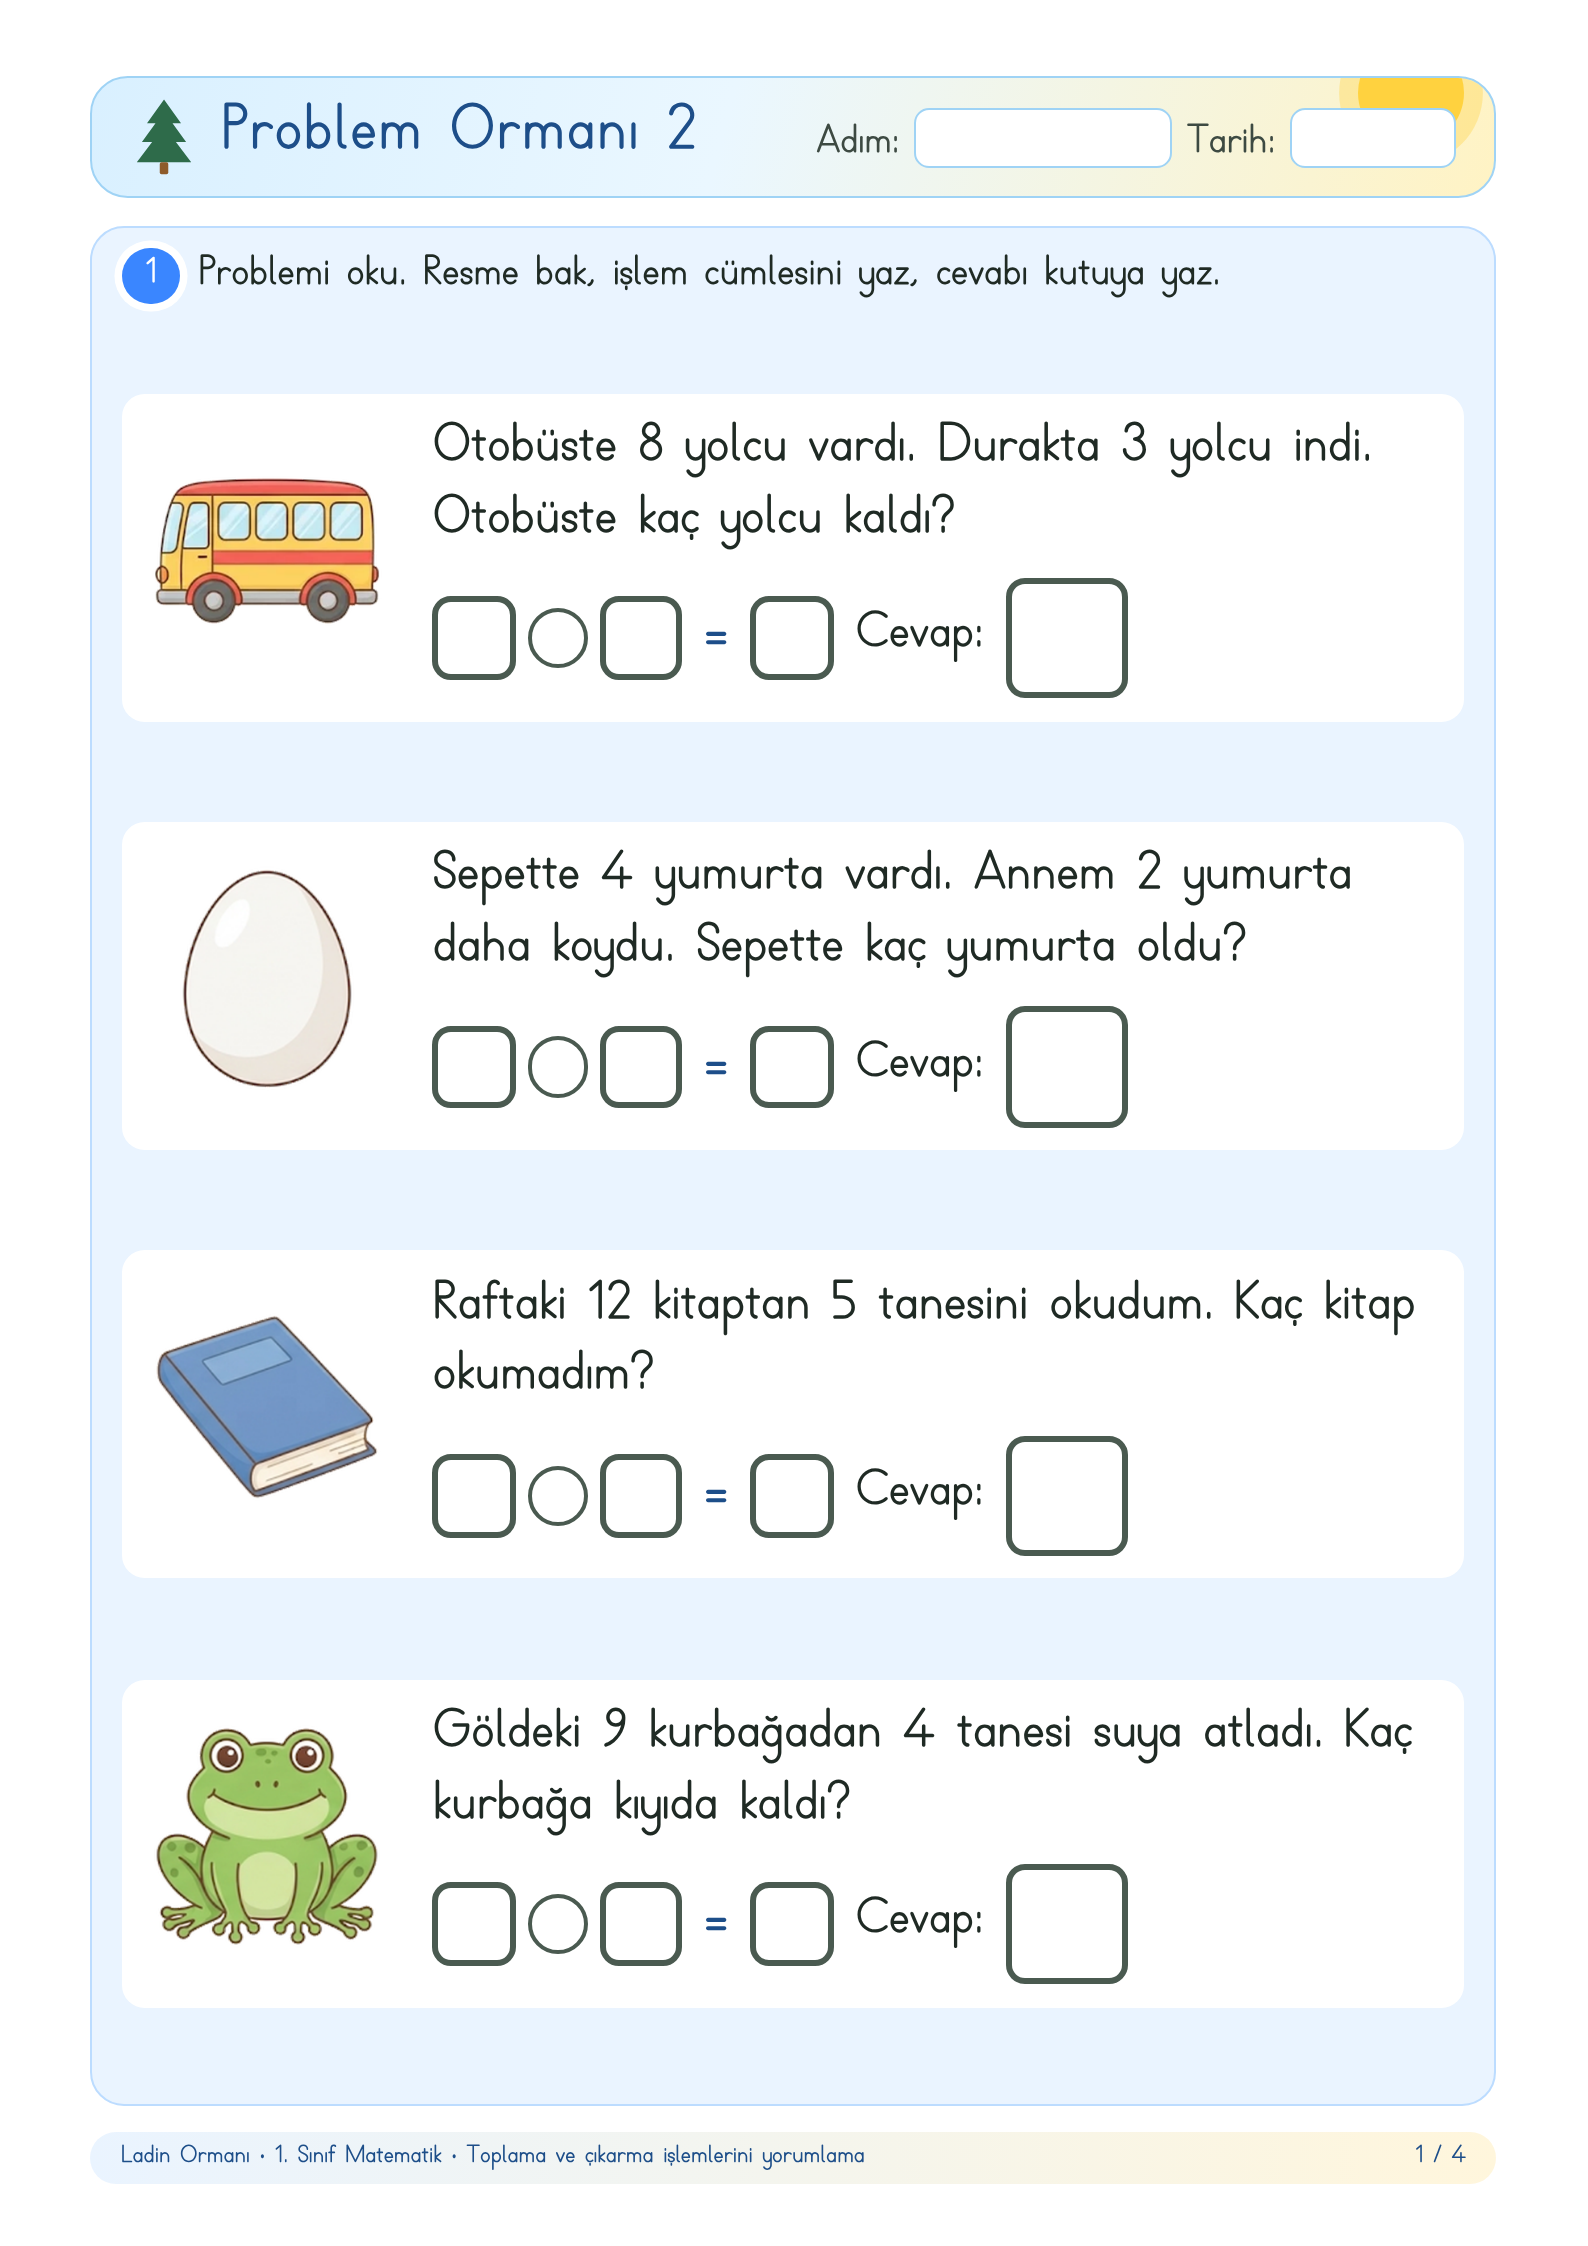 Problem Ormanı 2
Adım:
Tarih:
1 Problemi oku. Resme bak, işlem cümlesini yaz, cevabı kutuya yaz.
Otobüste 8 yolcu vardı. Durakta 3 yolcu indi.
Otobüste kaç yolcu kaldı?
= Cevap:
Sepette 4 yumurta vardı. Annem 2 yumurta
daha koydu. Sepette kaç yumurta oldu?
= Cevap:
Raftaki 12 kitaptan 5 tanesini okudum. Kaç kitap
okumadım?
= Cevap:
Göldeki 9 kurbağadan 4 tanesi suya atladı. Kaç
kurbağa kıyıda kaldı?
= Cevap:
Ladin Ormanı • 1. Sınıf Matematik • Toplama ve çıkarma işlemlerini yorumlama
1 / 4